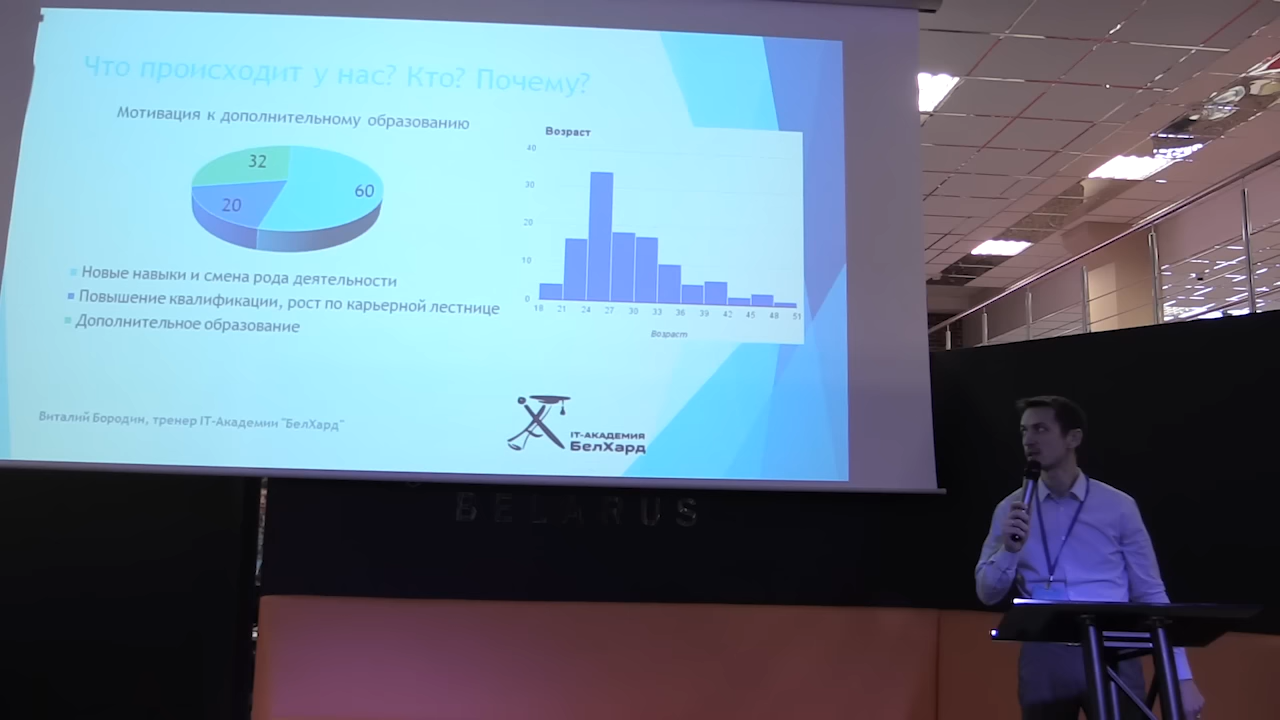 Что происходит у нас? Кто? Почему?
Мотивация к дополнительному образованию
32
60
20
Новые навыки и смена рода деятельности
Повышение квалификации, рост по карьерной лестнице
Дополнительное образование
Возраст
40
30
20
10
0
18 21 24 27 30 33 36 39 42 45 48 51
Возраст
Виталий Бородин, тренер IT-Академии "БелХард"
IT-АКАДЕМИЯ
БелХард
BELARUS